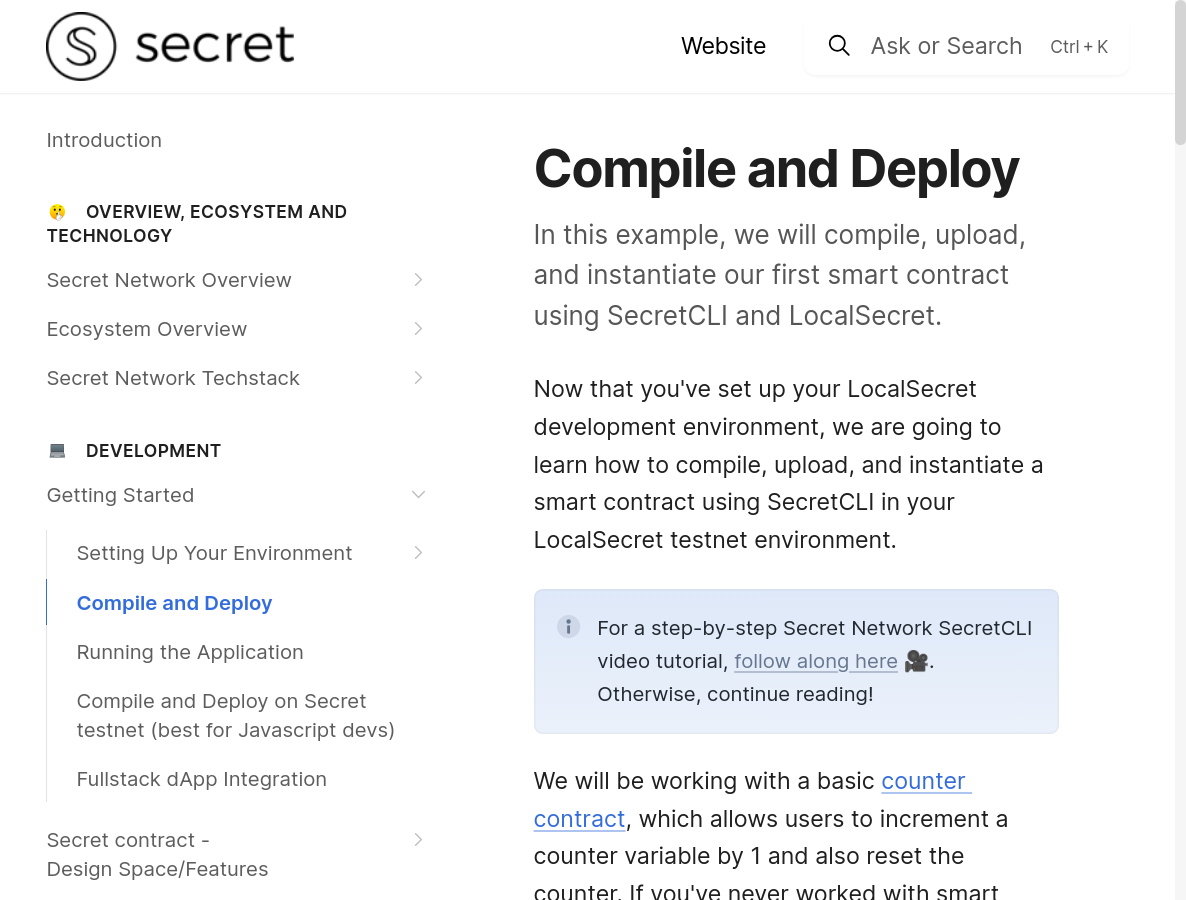 secret
Website
Ask or Search
Ctrl + K
Introduction
OVERVIEW, ECOSYSTEM AND
TECHNOLOGY
Secret Network Overview
Ecosystem Overview
Secret Network Techstack
DEVELOPMENT
Getting Started
Setting Up Your Environment
Compile and Deploy
Running the Application
Compile and Deploy on Secret
testnet (best for Javascript devs)
Fullstack dApp Integration
Secret contract -
Design Space/Features
Compile and Deploy
In this example, we will compile, upload,
and instantiate our first smart contract
using SecretCLI and LocalSecret.
Now that you've set up your LocalSecret
development environment, we are going to
learn how to compile, upload, and instantiate a
smart contract using SecretCLI in your
LocalSecret testnet environment.
For a step-by-step Secret Network SecretCLI
video tutorial, follow along here 🎥.
Otherwise, continue reading!
We will be working with a basic counter
contract, which allows users to increment a
counter variable by 1 and also reset the
counter. If you've never worked with smart